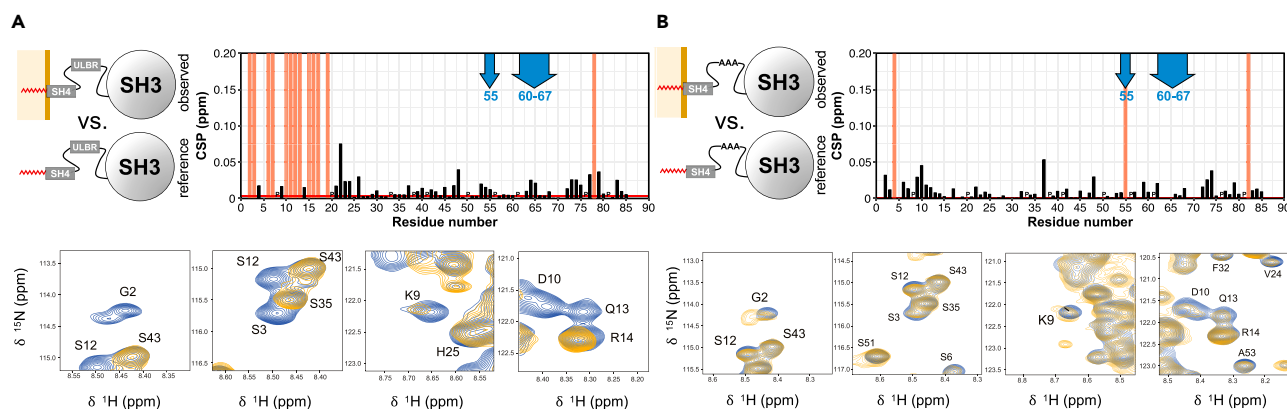 A
ULBR
SH4
SH3
observed
vs.
ULBR
SH4
SH3
reference
CSP (ppm)
0.20
0.15
0.10
0.05
0
55
60-67
P P P P P P P P
0 5 10 15 20 25 30 35 40 45 50 55 60 65 70 75 80 85 90
Residue number
B
AAA
SH4
SH3
observed
vs.
AAA
SH4
SH3
reference
CSP (ppm)
0.20
0.15
0.10
0.05
0
55
60-67
P P P P P P P P
0 5 10 15 20 25 30 35 40 45 50 55 60 65 70 75 80 85 90
Residue number
δ 15N (ppm)
113.5
114.0
114.5
115.0
G2
S12
S43
8.55 8.50 8.45 8.40 8.35
δ 1H (ppm)
115.0
115.5
116.0
116.5
S12
S43
S35
S3
8.60 8.55 8.50 8.45 8.40
δ 1H (ppm)
121.5
122.0
122.5
123.0
K9
H25
8.75 8.70 8.65 8.60 8.55
δ 1H (ppm)
121.0
121.5
122.0
122.5
D10
Q13
R14
8.40 8.35 8.30 8.25 8.20
δ 1H (ppm)
δ 15N (ppm)
113.0
113.5
114.0
114.5
115.0
115.5
G2
S12
S43
8.6 8.5 8.4 8.3
δ 1H (ppm)
114.5
115.0
115.5
116.0
116.5
117.0
S12
S43
S35
S3
S51
S6
8.6 8.5 8.4
δ 1H (ppm)
121.0
121.5
122.0
122.5
123.0
123.5
K9
8.8 8.7 8.6 8.5
δ 1H (ppm)
120.5
121.0
121.5
122.0
122.5
123.0
F32
V24
D10
Q13
R14
A53
8.5 8.4 8.3 8.2
δ 1H (ppm)